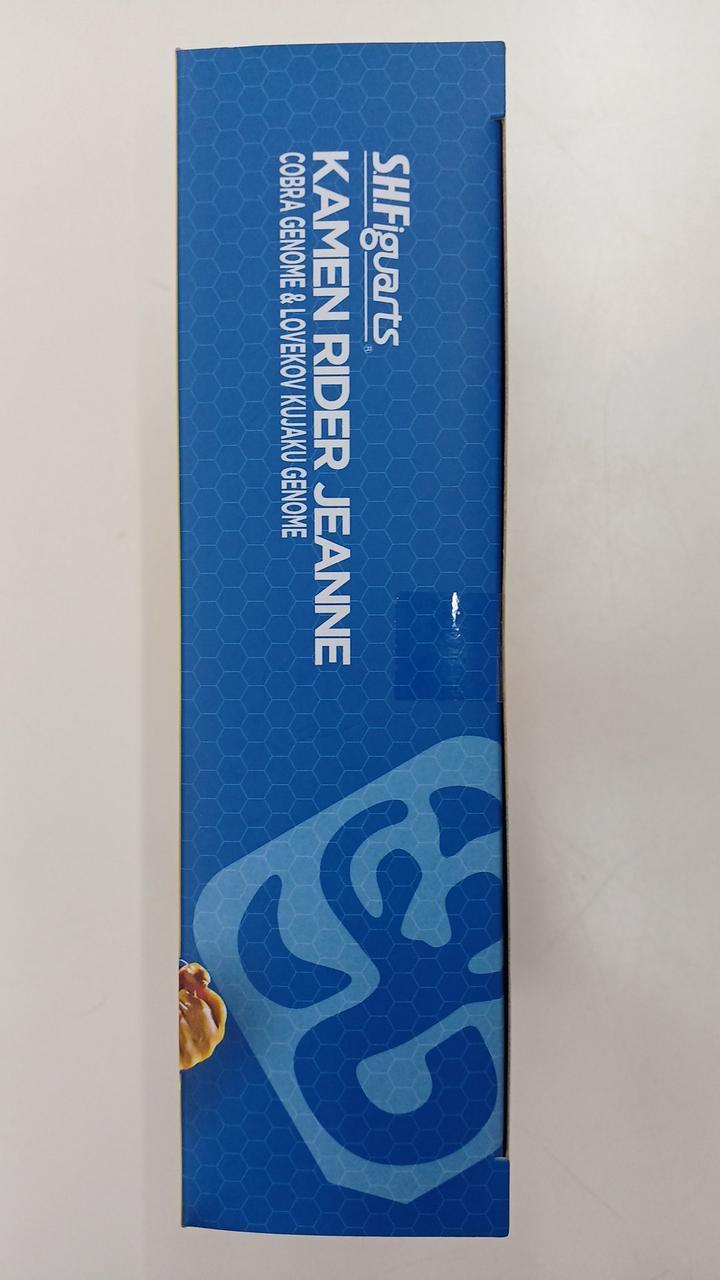 S.H.Figuarts®
KAMEN RIDER JEANNE
COBRA GENOME & LOVEKOV KUJAKU GENOME